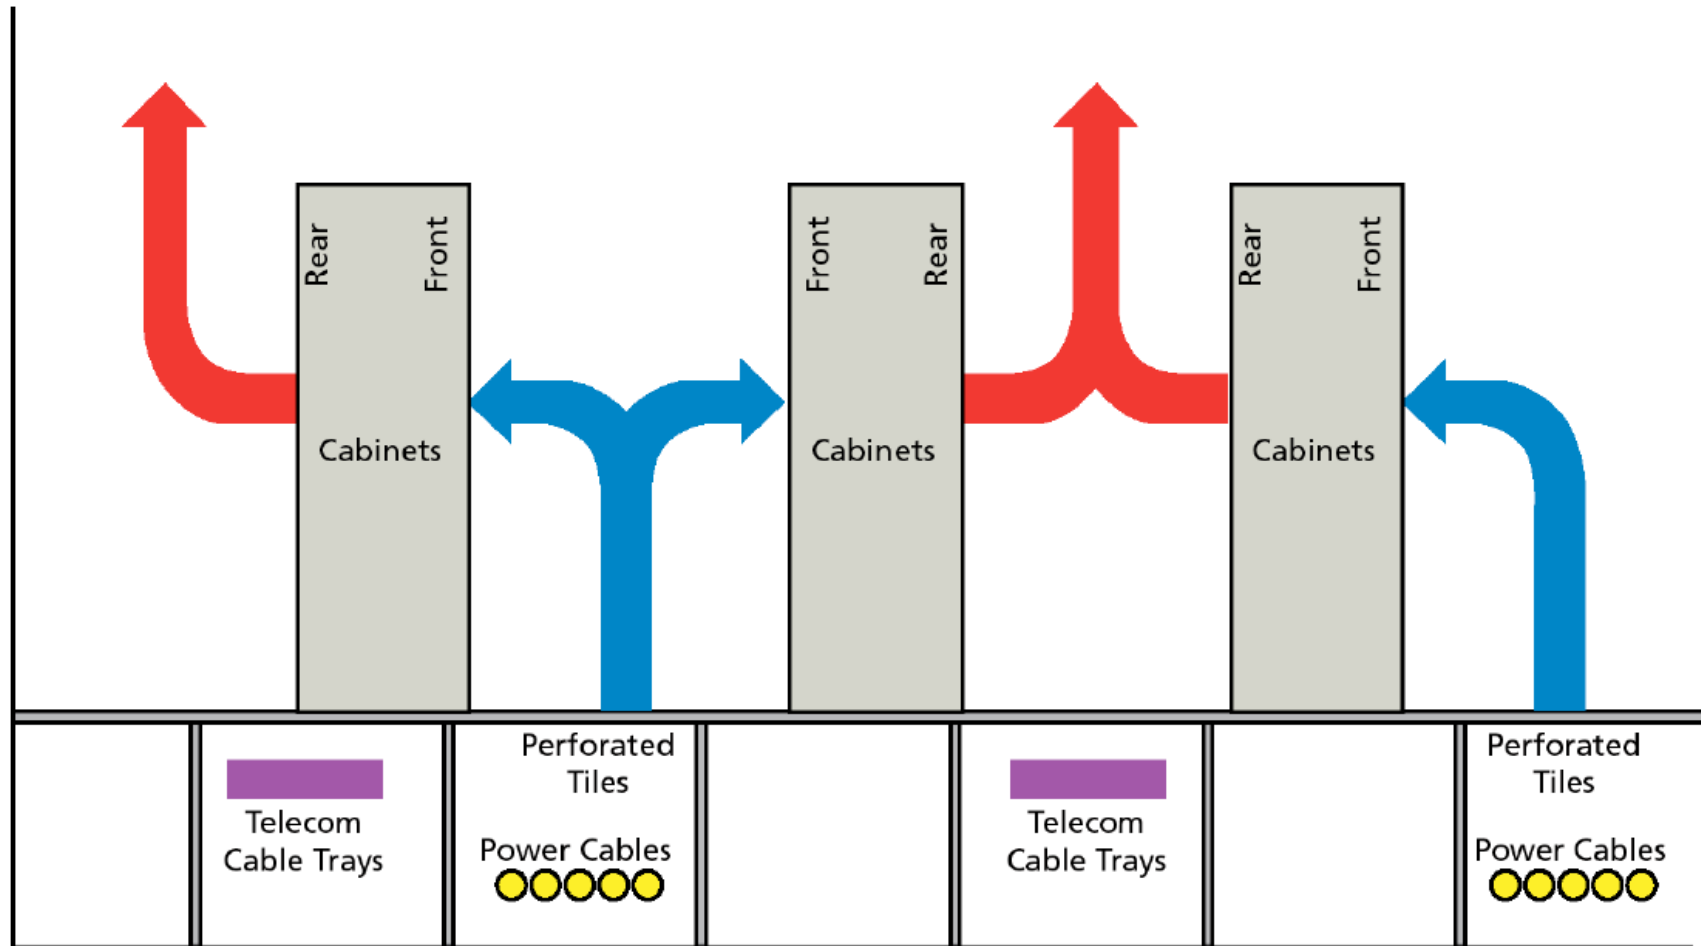 Rear
Front
Front
Rear
Rear
Front
Cabinets
Cabinets
Cabinets
Perforated
Tiles
Perforated
Tiles
Telecom
Cable Trays
Power Cables
Telecom
Cable Trays
Power Cables